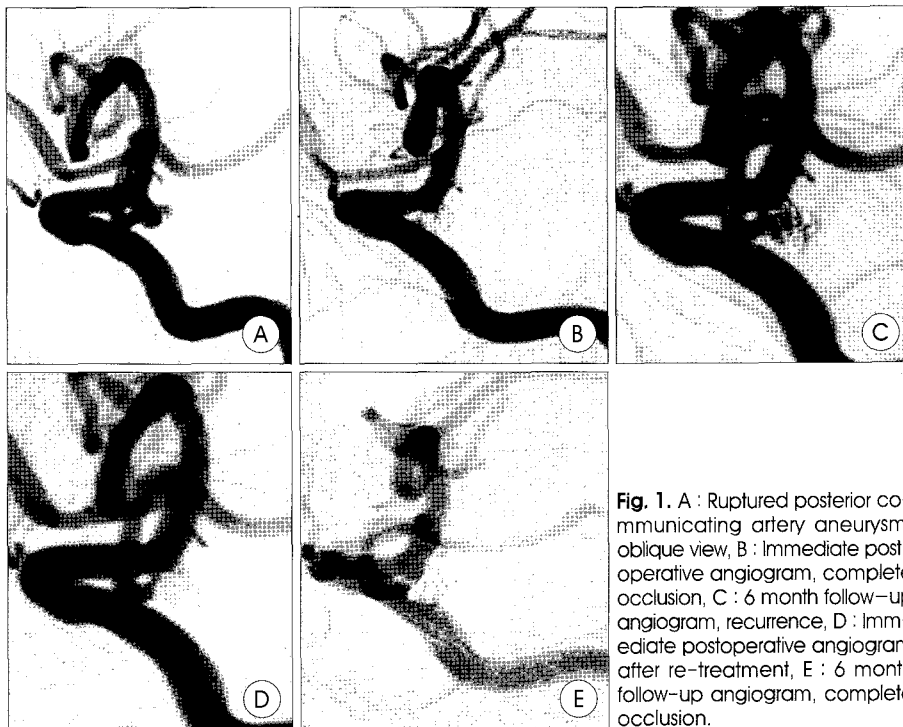 A
B
C
D
E
Fig. 1. A : Ruptured posterior co-
mmunicating artery aneurysm
oblique view, B : Immediate post-
operative angiogram, complete
occlusion, C : 6 month follow-up
angiogram, recurrence, D : Imm-
ediate postoperative angiogram
after re-treatment, E : 6 month
follow-up angiogram, complete
occlusion.